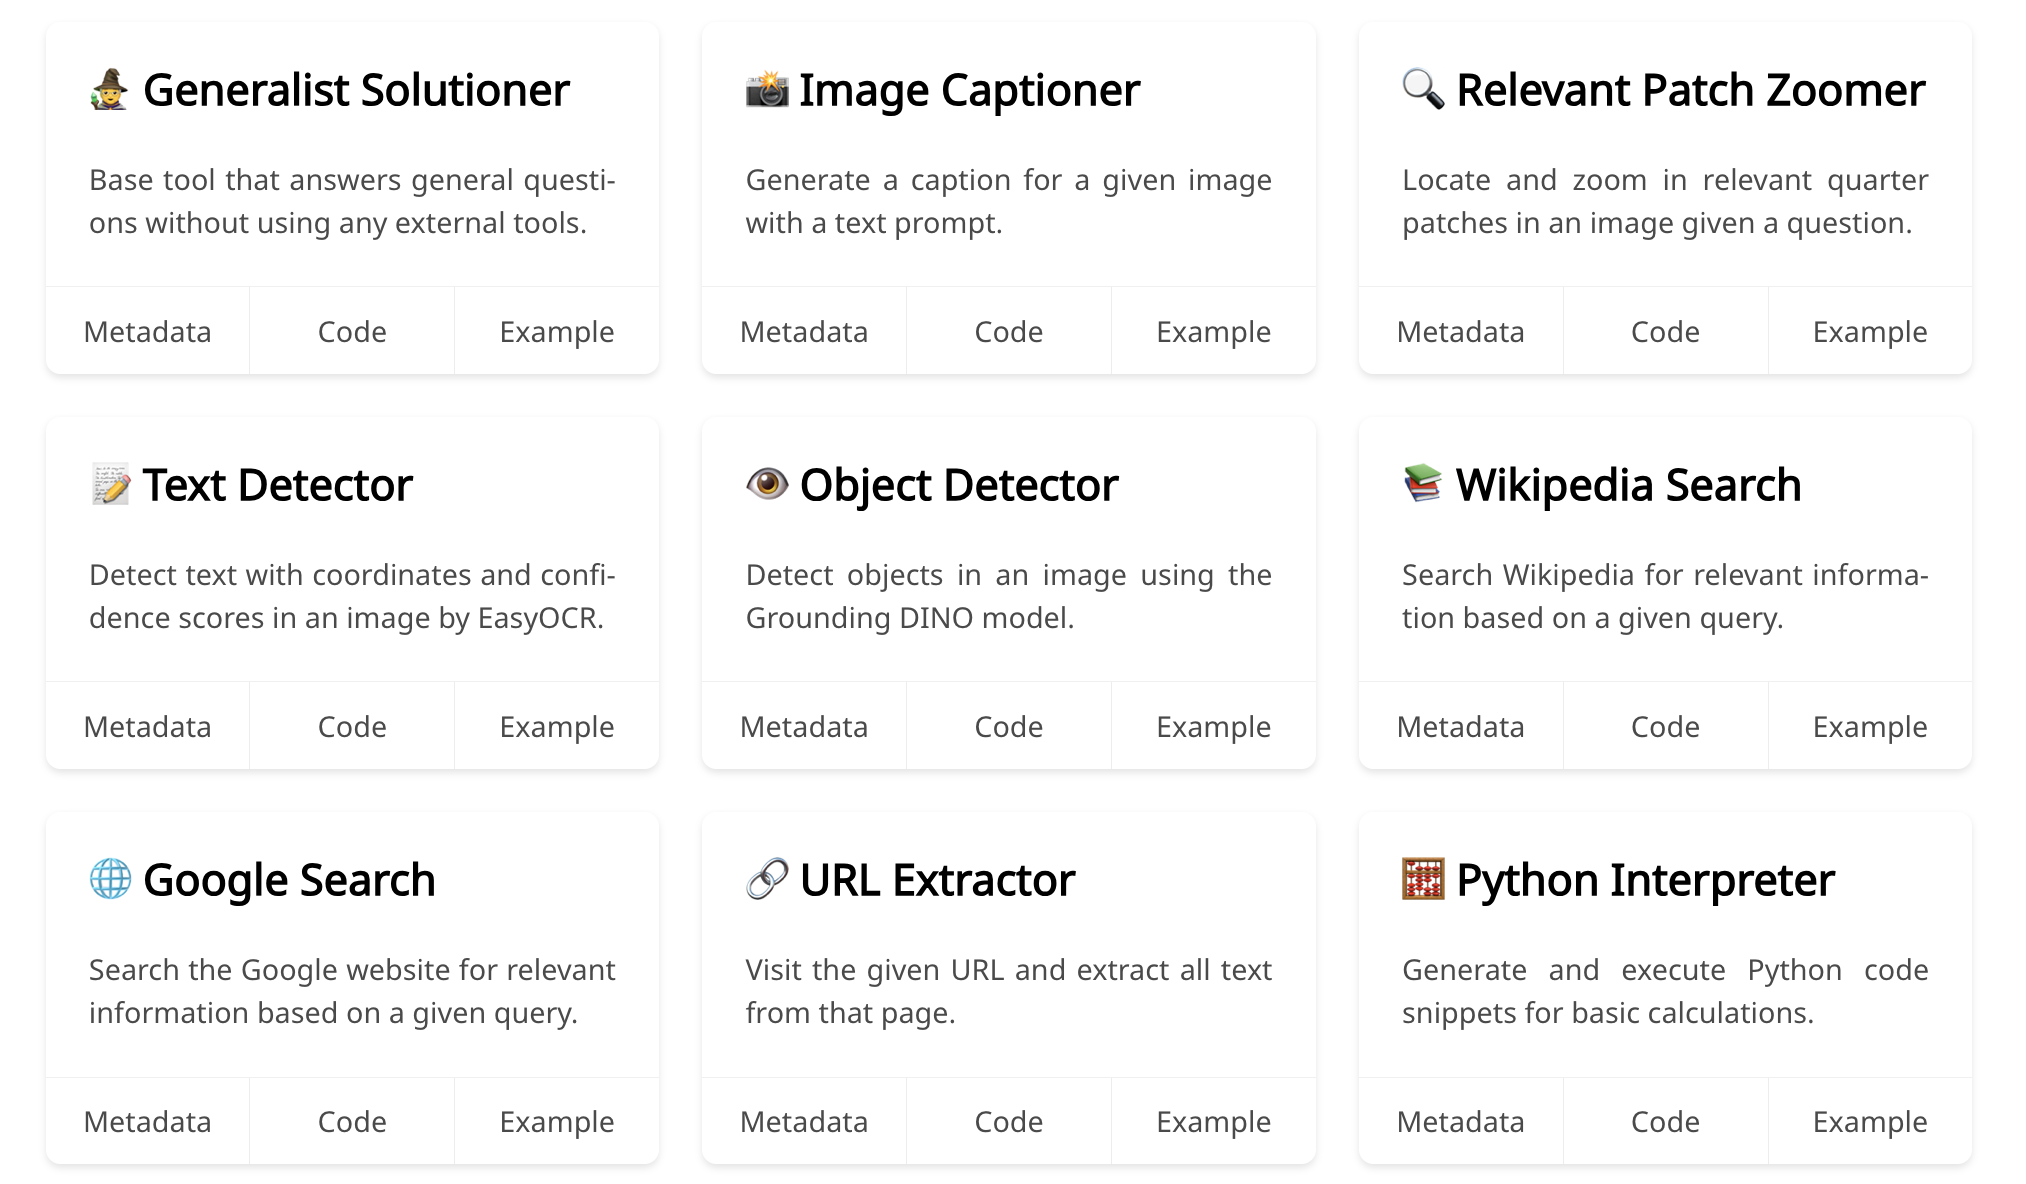 Generalist Solutioner
Base tool that answers general questi-
ons without using any external tools.
Metadata Code Example
Image Captioner
Generate a caption for a given image
with a text prompt.
Metadata Code Example
Relevant Patch Zoomer
Locate and zoom in relevant quarter
patches in an image given a question.
Metadata Code Example
Text Detector
Detect text with coordinates and confi-
dence scores in an image by EasyOCR.
Metadata Code Example
Object Detector
Detect objects in an image using the
Grounding DINO model.
Metadata Code Example
Wikipedia Search
Search Wikipedia for relevant informa-
tion based on a given query.
Metadata Code Example
Google Search
Search the Google website for relevant
information based on a given query.
Metadata Code Example
URL Extractor
Visit the given URL and extract all text
from that page.
Metadata Code Example
Python Interpreter
Generate and execute Python code
snippets for basic calculations.
Metadata Code Example